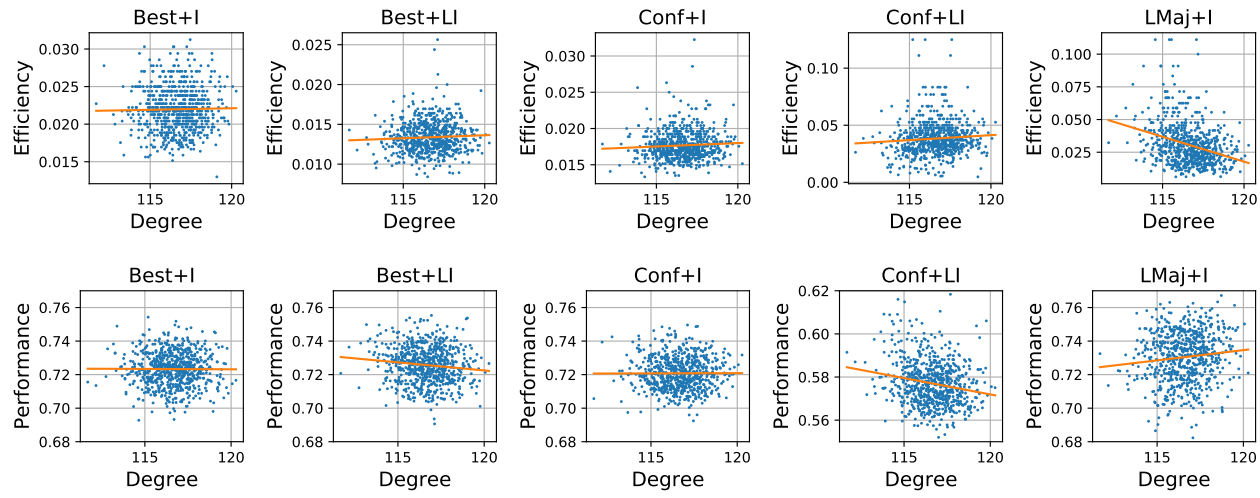 Best+I
Efficiency
0.030
0.025
0.020
0.015
115
120
Degree
Best+LI
Efficiency
0.025
0.020
0.015
0.010
115
120
Degree
Conf+I
Efficiency
0.030
0.025
0.020
0.015
115
120
Degree
Conf+LI
Efficiency
0.10
0.05
0.00
115
120
Degree
LMaj+I
Efficiency
0.100
0.075
0.050
0.025
115
120
Degree
Best+I
Performance
0.76
0.74
0.72
0.70
0.68
115
120
Degree
Best+LI
Performance
0.76
0.74
0.72
0.70
0.68
115
120
Degree
Conf+I
Performance
0.76
0.74
0.72
0.70
0.68
115
120
Degree
Conf+LI
Performance
0.62
0.60
0.58
0.56
115
120
Degree
LMaj+I
Performance
0.76
0.74
0.72
0.70
0.68
115
120
Degree